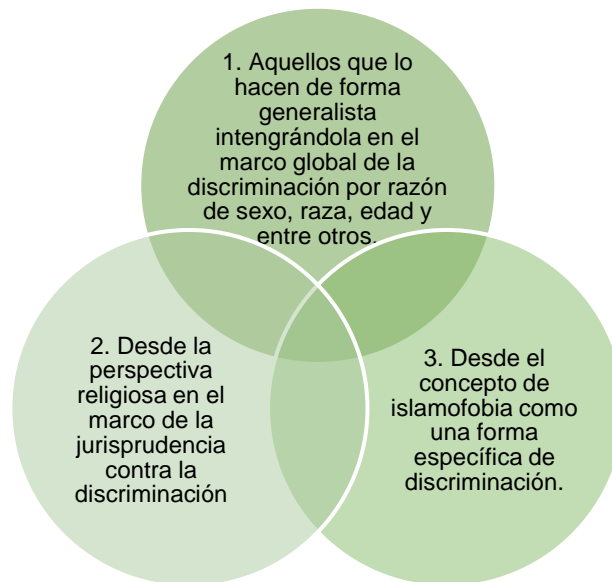 1. Aquellos que lo
hacen de forma
generalista
intengrándola en el
marco global de la
discriminación por razón
de sexo, raza, edad y
entre otros.
2. Desde la
perspectiva
religiosa en el
marco de la
jurisprudencia
contra la
discriminación
3. Desde el
concepto de
islamofobia como
una forma
específica de
discriminación.